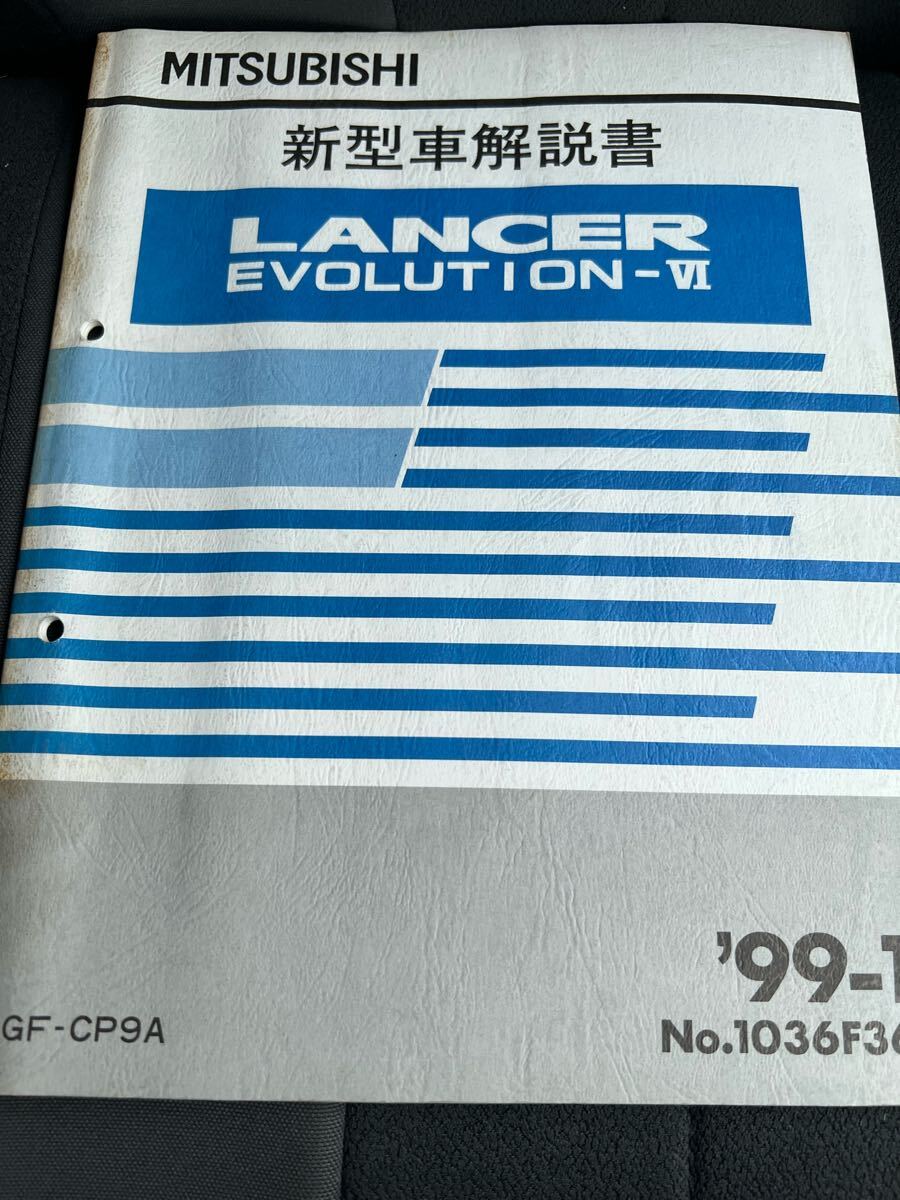 MITSUBISHI
新型車解説書
LANCER
EVOLUTION-VI
'99-1
GF-CP9A
No.1036F36